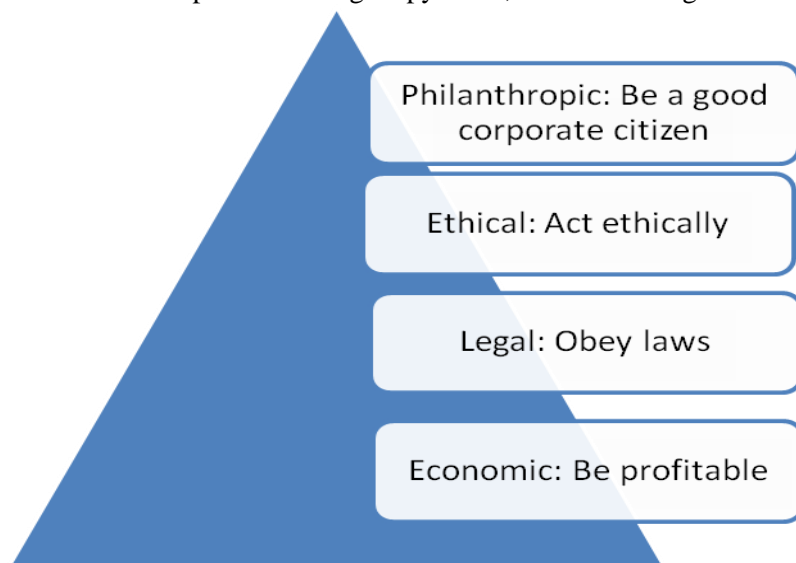 Philanthropic: Be a good
corporate citizen
Ethical: Act ethically
Legal: Obey laws
Economic: Be profitable